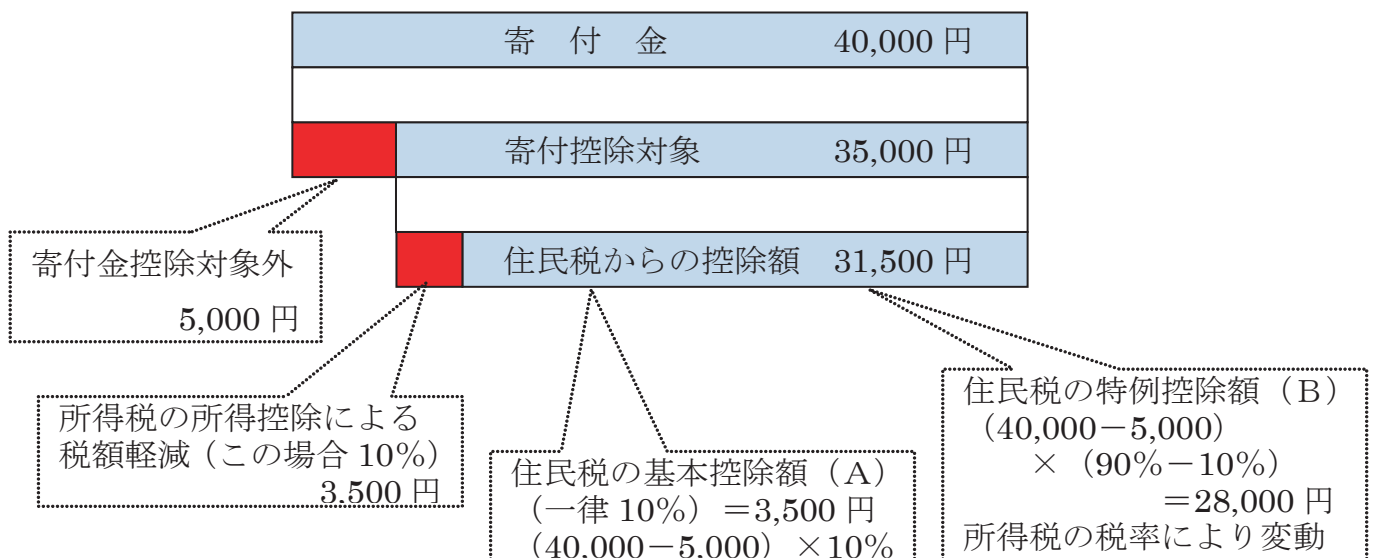 寄 付 金 40,000 円
寄付控除対象 35,000 円
住民税からの控除額 31,500 円
寄付金控除対象外
5,000 円
所得税の所得控除による
税額軽減(この場合 10%)
3,500 円
住民税の基本控除額(A)
(一律 10%)=3,500 円
(40,000-5,000)×10%
住民税の特例控除額(B)
(40,000-5,000)
×(90%-10%)
=28,000 円
所得税の税率により変動